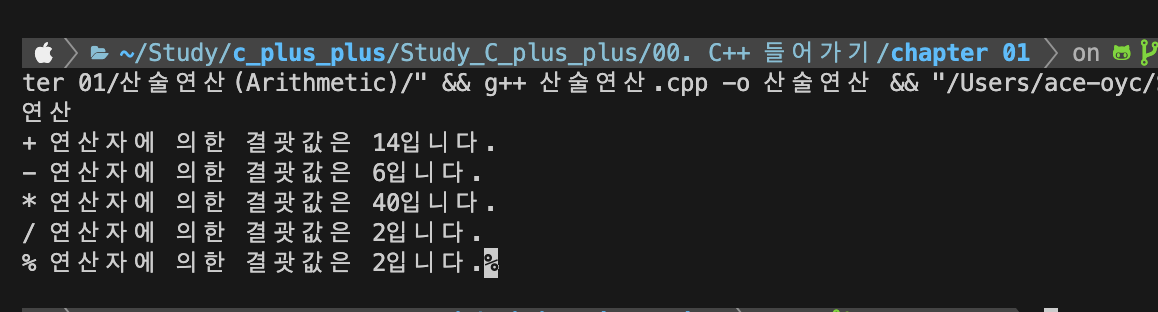 ~/Study/c_plus_plus/Study_C_plus_plus/00. C++ 들어가기/chapter 01 on
ter 01/산술연산(Arithmetic)/" && g++ 산술연산.cpp -o 산술연산 && "/Users/ace-oyc/
연산
+ 연산자에 의한 결괏값은 14입니다.
- 연산자에 의한 결괏값은 6입니다.
* 연산자에 의한 결괏값은 40입니다.
/ 연산자에 의한 결괏값은 2입니다.
% 연산자에 의한 결괏값은 2입니다.%